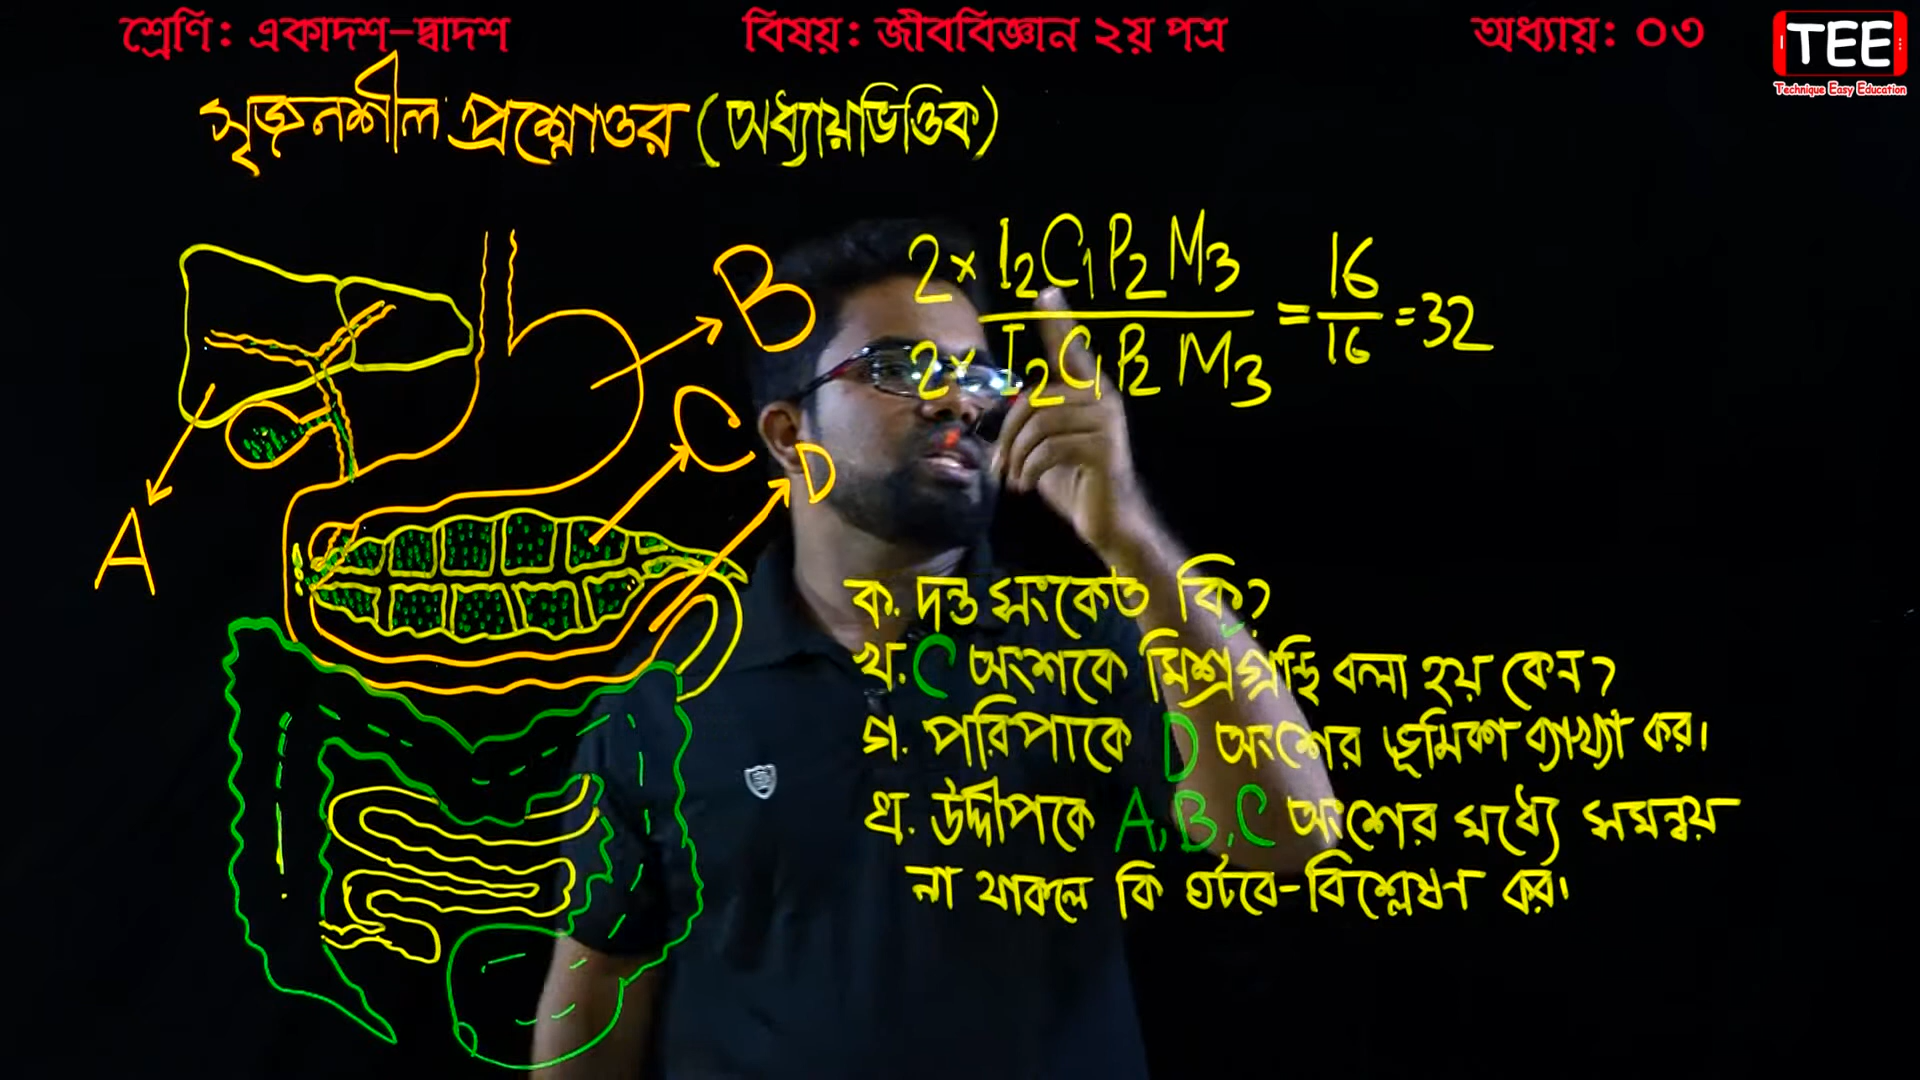 শ্রেণি: একাদশ-দ্বাদশ
বিষয়: জীববিজ্ঞান ২য় পত্র
অধ্যায়: ০৩
TEE
Technique Easy Education
সৃজনশীল প্রশ্নোত্তর (অধ্যায়ভিত্তিক)
2× I₂C₁P₂M₃ / 2× I₂C₁P₂M₃ = 16/16 = 32
B
C
D
A
ক. দন্ত সংকেত কি?
খ. C অংশকে মিশ্রগ্রন্থি বলা হয় কেন?
গ. পরিপাকে D অংশের ভূমিকা ব্যাখ্যা কর।
ঘ. উদ্দীপকে A, B, C অংশের মধ্যে সমন্বয়
না থাকলে কি ঘটবে-বিশ্লেষণ কর।